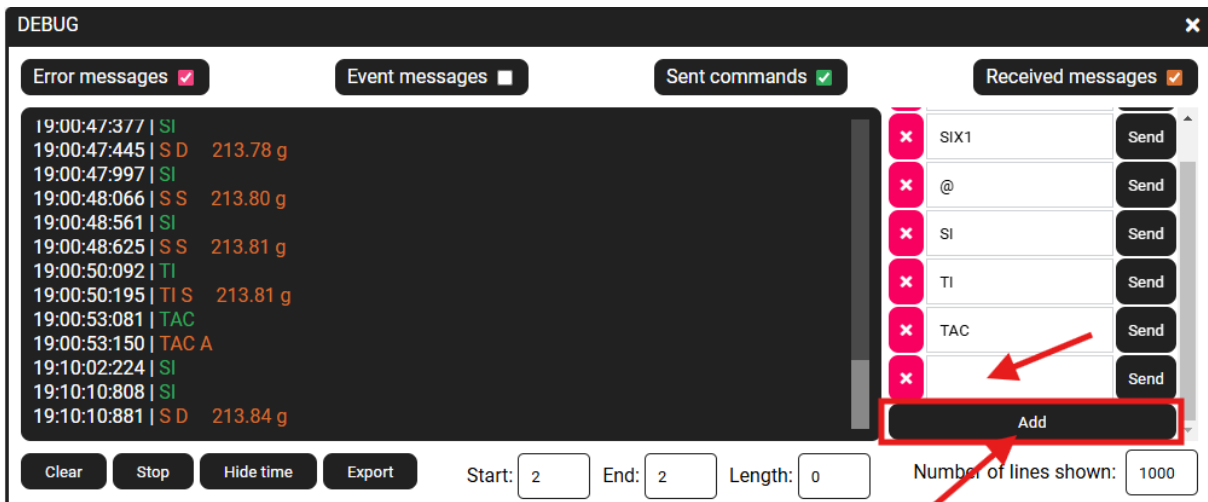 DEBUG
Error messages
Event messages
Sent commands
Received messages
19:00:47:377 | SI
19:00:47:445 | S D 213.78 g
19:00:47:997 | SI
19:00:48:066 | S S 213.80 g
19:00:48:561 | SI
19:00:48:625 | S S 213.81 g
19:00:50:092 | TI
19:00:50:195 | TI S 213.81 g
19:00:53:081 | TAC
19:00:53:150 | TAC A
19:10:02:224 | SI
19:10:10:808 | SI
19:10:10:881 | S D 213.84 g
SIX1 Send
@ Send
SI Send
TI Send
TAC Send
Send
Add
Clear Stop Hide time Export Start: 2 End: 2 Length: 0 Number of lines shown: 1000